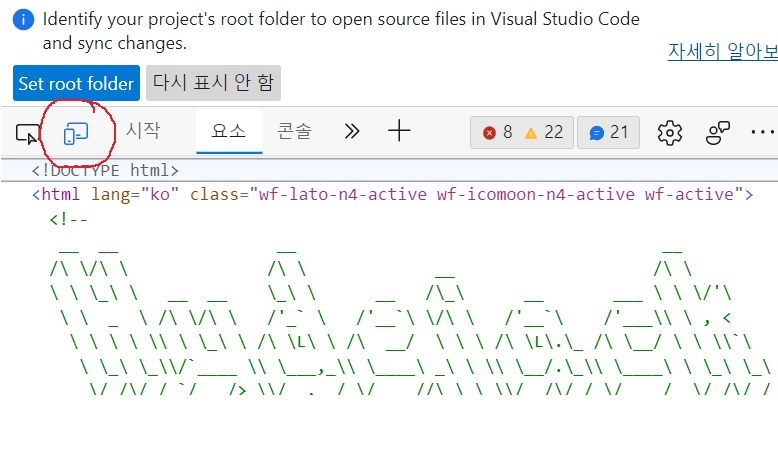 Identify your project's root folder to open source files in Visual Studio Code
and sync changes.
자세히 알아보
Set root folder 다시 표시 안 함
시작 요소 콘솔 8 22 21
<!DOCTYPE html>
<html lang="ko" class="wf-lato-n4-active wf-icomoon-n4-active wf-active">
<!--